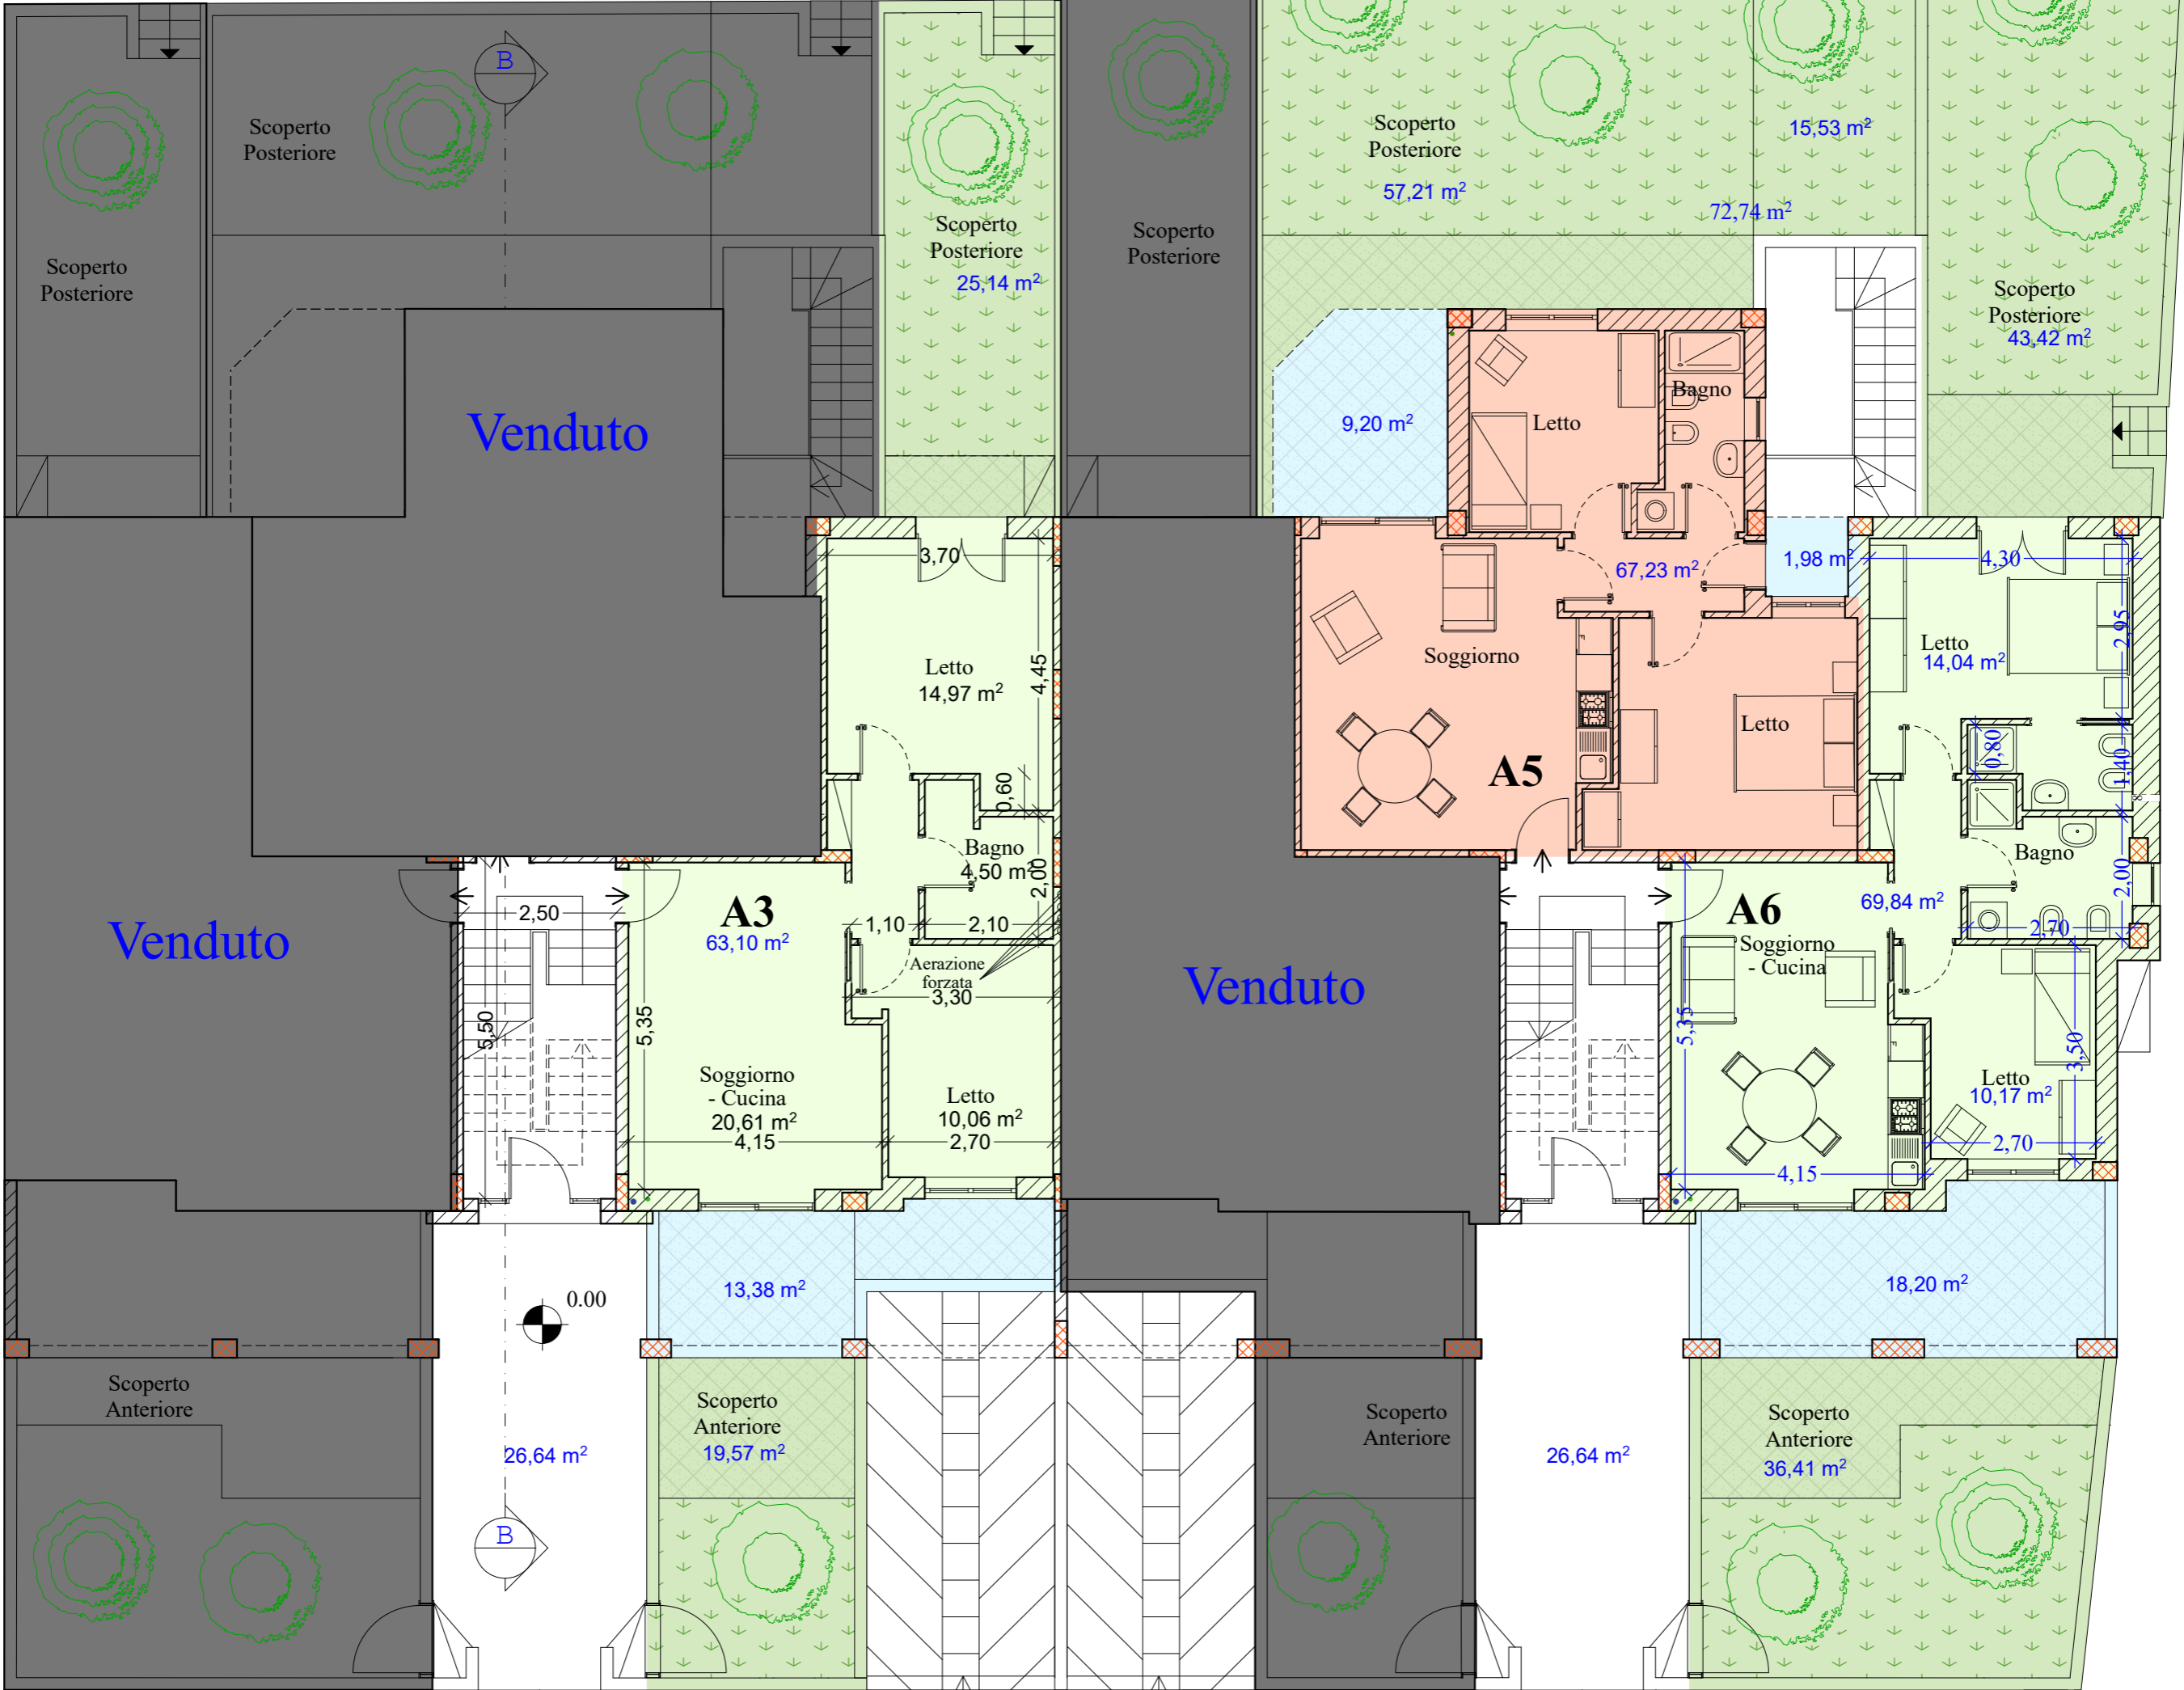 B
Scoperto
Posteriore
Scoperto
Posteriore
Scoperto
Posteriore
25,14 m²
Scoperto
Posteriore
Scoperto
Posteriore
57,21 m²
15,53 m²
72,74 m²
Scoperto
Posteriore
43,42 m²
Venduto
9,20 m²
Letto
Bagno
3,70
67,23 m²
1,98 m²
4,30
2,95
Letto
14,97 m²
4,45
Soggiorno
Letto
14,04 m²
Letto
A5
0,80
1,40
0,60
Bagno
4,50 m²
2,00
Bagno
2,00
2,50
A3
63,10 m²
1,10
2,10
Aerazione
forzata
3,30
69,84 m²
A6
Soggiorno
- Cucina
2,70
Venduto
Venduto
5,50
5,35
5,35
3,50
Soggiorno
- Cucina
20,61 m²
4,15
Letto
10,06 m²
2,70
Letto
10,17 m²
2,70
4,15
13,38 m²
0.00
18,20 m²
Scoperto
Anteriore
Scoperto
Anteriore
19,57 m²
Scoperto
Anteriore
Scoperto
Anteriore
36,41 m²
26,64 m²
26,64 m²
B